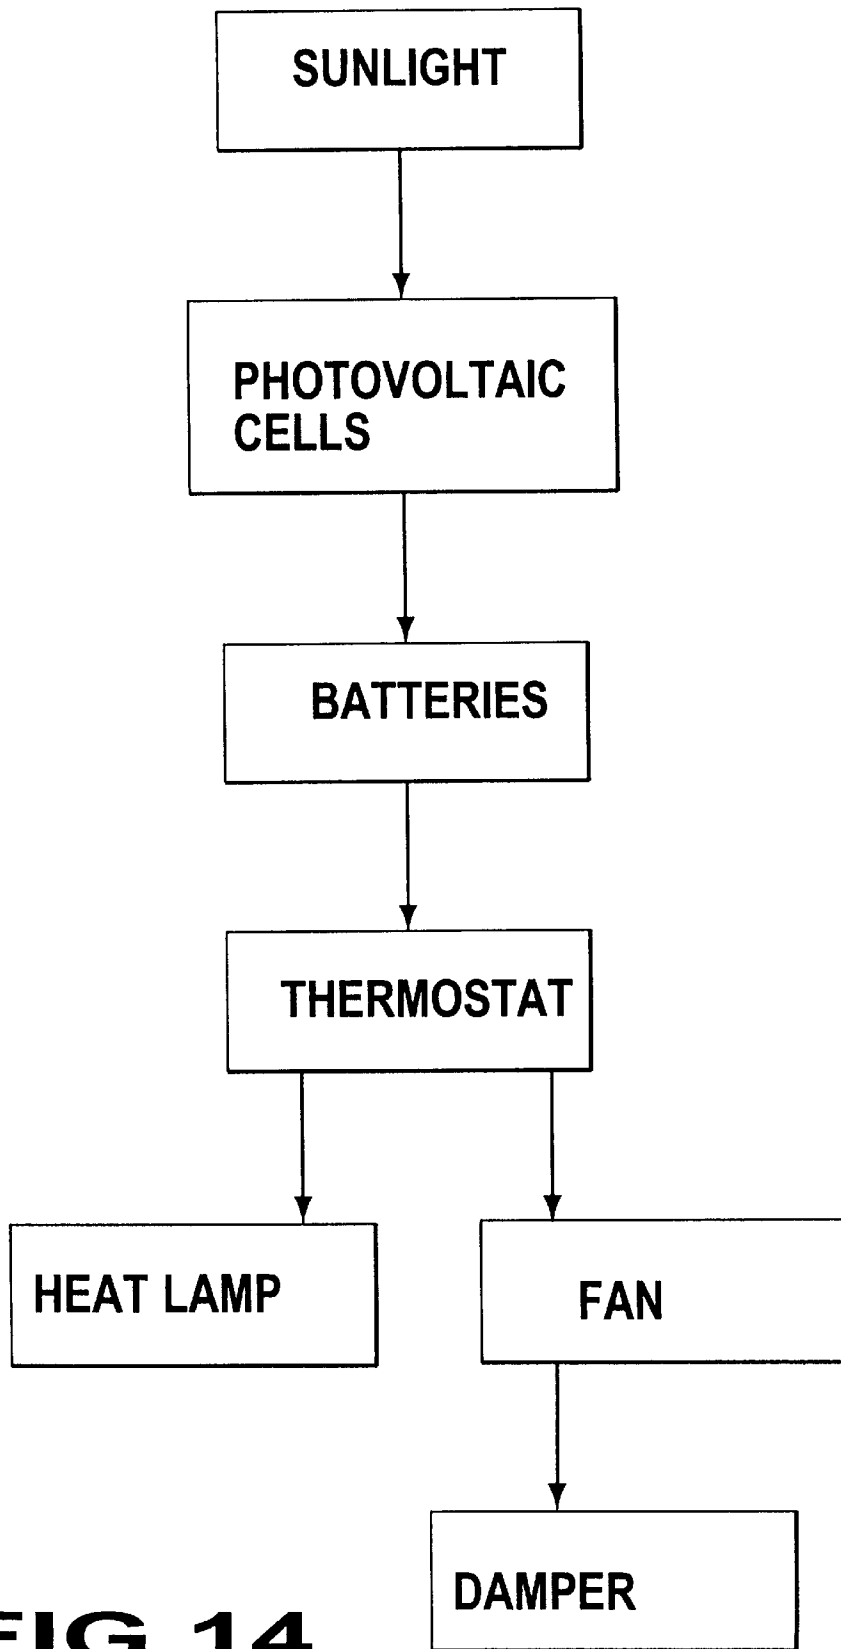 SUNLIGHT
PHOTOVOLTAIC
CELLS
BATTERIES
THERMOSTAT
HEAT LAMP
FAN
DAMPER
FIG 14